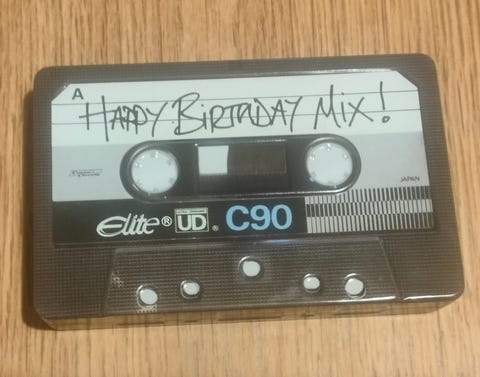 A
HAPPY BIRTHDAY MIX!
JAPAN
Elite® UD® C90